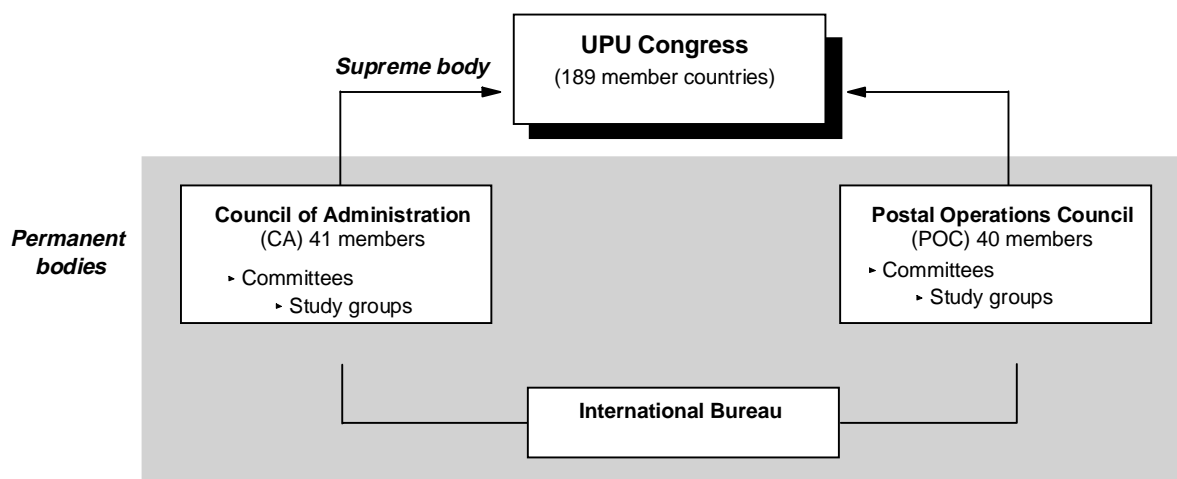 UPU Congress
(189 member countries)
Supreme body
Permanent
bodies
Council of Administration
(CA) 41 members
▸ Committees
▸ Study groups
Postal Operations Council
(POC) 40 members
▸ Committees
▸ Study groups
International Bureau